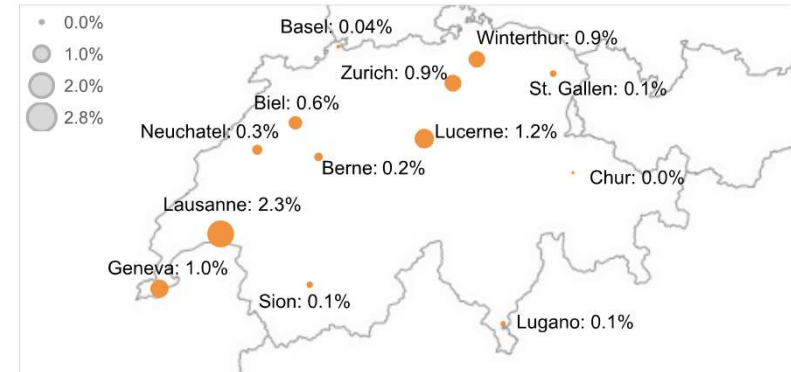 0.0%
1.0%
2.0%
2.8%
Basel: 0.04%
Winterthur: 0.9%
Zurich: 0.9%
St. Gallen: 0.1%
Biel: 0.6%
Neuchatel: 0.3%
Lucerne: 1.2%
Berne: 0.2%
Chur: 0.0%
Lausanne: 2.3%
Geneva: 1.0%
Sion: 0.1%
Lugano: 0.1%